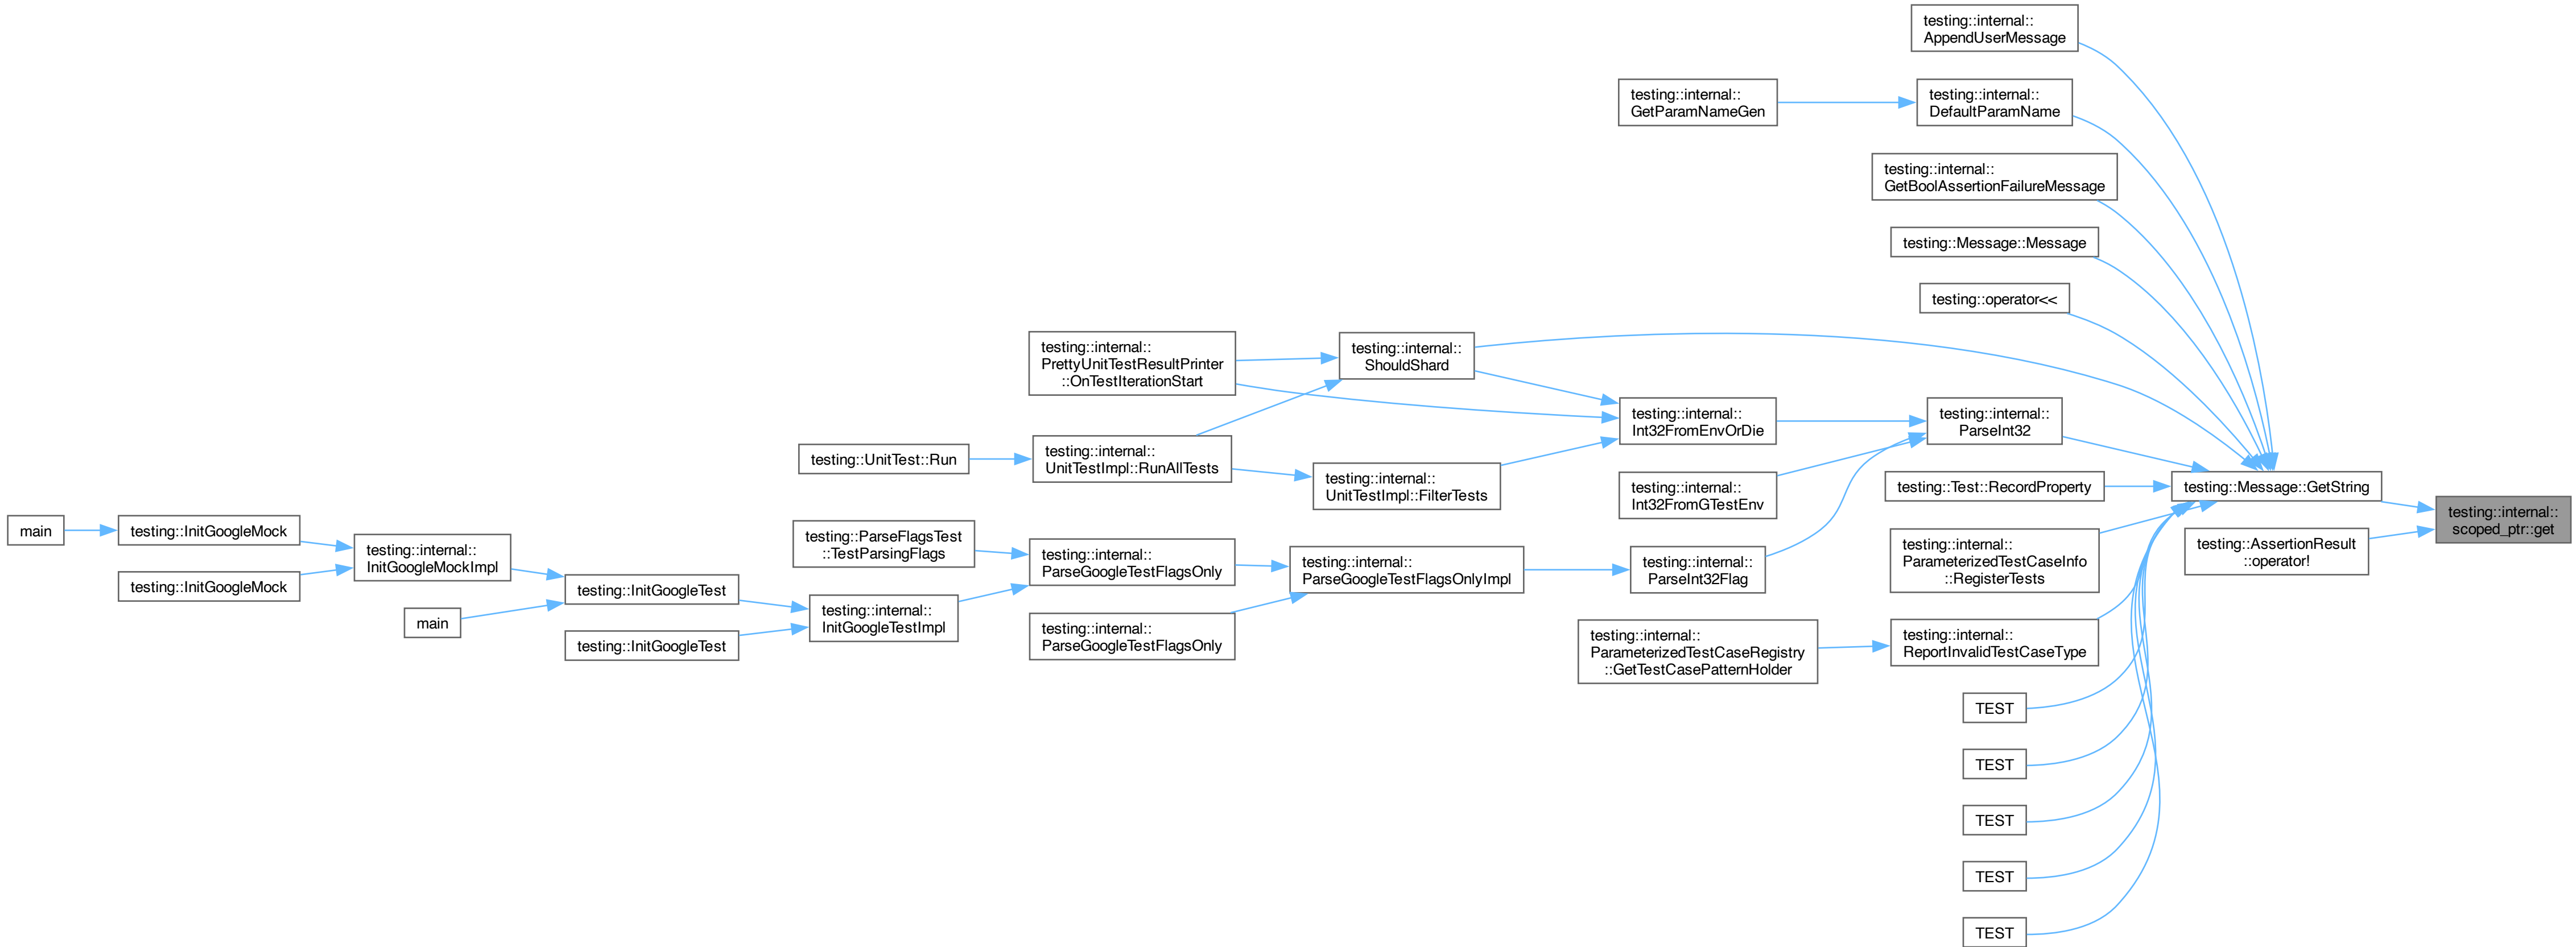 testing::internal::
AppendUserMessage
testing::internal::
GetParamNameGen
testing::internal::
DefaultParamName
testing::internal::
GetBoolAssertionFailureMessage
testing::Message::Message
testing::operator<<
testing::internal::
PrettyUnitTestResultPrinter
::OnTestIterationStart
testing::internal::
ShouldShard
testing::internal::
Int32FromEnvOrDie
testing::internal::
ParseInt32
testing::UnitTest::Run
testing::internal::
UnitTestImpl::RunAllTests
testing::internal::
UnitTestImpl::FilterTests
testing::internal::
Int32FromGTestEnv
testing::Test::RecordProperty
testing::Message::GetString
testing::internal::
scoped_ptr::get
main
testing::InitGoogleMock
testing::internal::
InitGoogleMockImpl
testing::InitGoogleMock
testing::ParseFlagsTest
::TestParsingFlags
testing::internal::
ParseGoogleTestFlagsOnly
testing::internal::
ParseGoogleTestFlagsOnlyImpl
testing::internal::
ParseInt32Flag
testing::internal::
ParameterizedTestCaseInfo
::RegisterTests
testing::AssertionResult
::operator!
main
testing::InitGoogleTest
testing::InitGoogleTest
testing::internal::
InitGoogleTestImpl
testing::internal::
ParseGoogleTestFlagsOnly
testing::internal::
ParameterizedTestCaseRegistry
::GetTestCasePatternHolder
testing::internal::
ReportInvalidTestCaseType
TEST
TEST
TEST
TEST
TEST